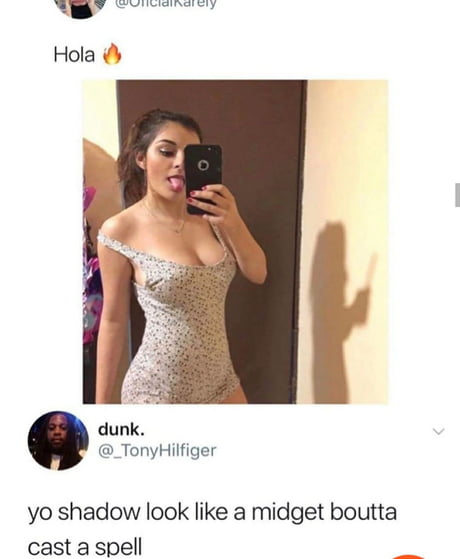 Hola 🔥
dunk.
@_TonyHilfiger
yo shadow look like a midget boutta
cast a spell